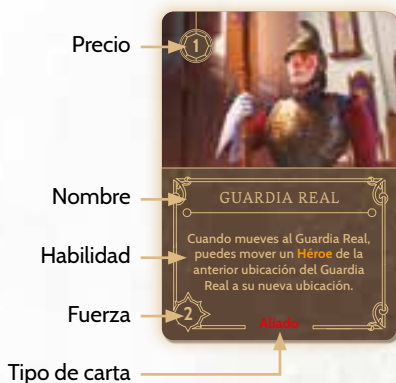 Precio
1
Nombre
GUARDIA REAL
Cuando mueves al Guardia Real,
puedes mover un Héroe de la
Habilidad
anterior ubicación del Guardia
Real a su nueva ubicación.
Fuerza
2
Aliado
Tipo de carta